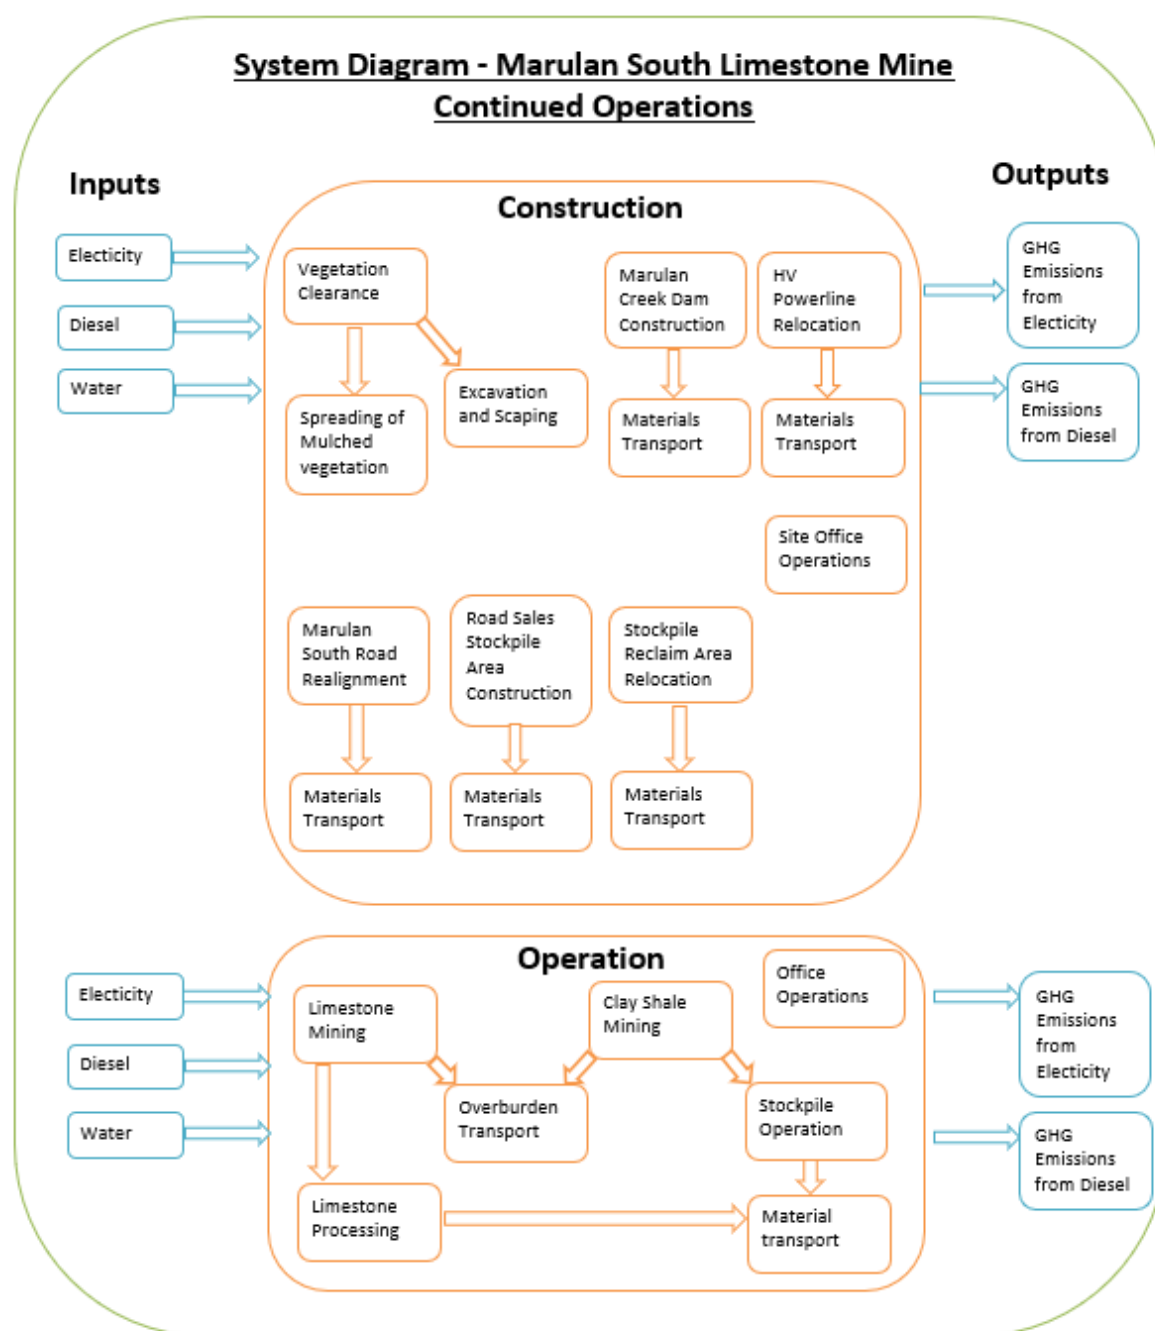 System Diagram - Marulan South Limestone Mine
Continued Operations
Inputs
Outputs
Construction
Electicity
Diesel
Water
Vegetation
Clearance
Spreading of
Mulched
vegetation
Excavation
and Scaping
Marulan
Creek Dam
Construction
Materials
Transport
HV
Powerline
Relocation
Materials
Transport
Site Office
Operations
Marulan
South Road
Realignment
Materials
Transport
Road Sales
Stockpile
Area
Construction
Materials
Transport
Stockpile
Reclaim Area
Relocation
Materials
Transport
GHG
Emissions
from
Electicity
GHG
Emissions
from Diesel
Operation
Electicity
Diesel
Water
Limestone
Mining
Clay Shale
Mining
Office
Operations
Overburden
Transport
Stockpile
Operation
Limestone
Processing
Material
transport
GHG
Emissions
from
Electicity
GHG
Emissions
from Diesel